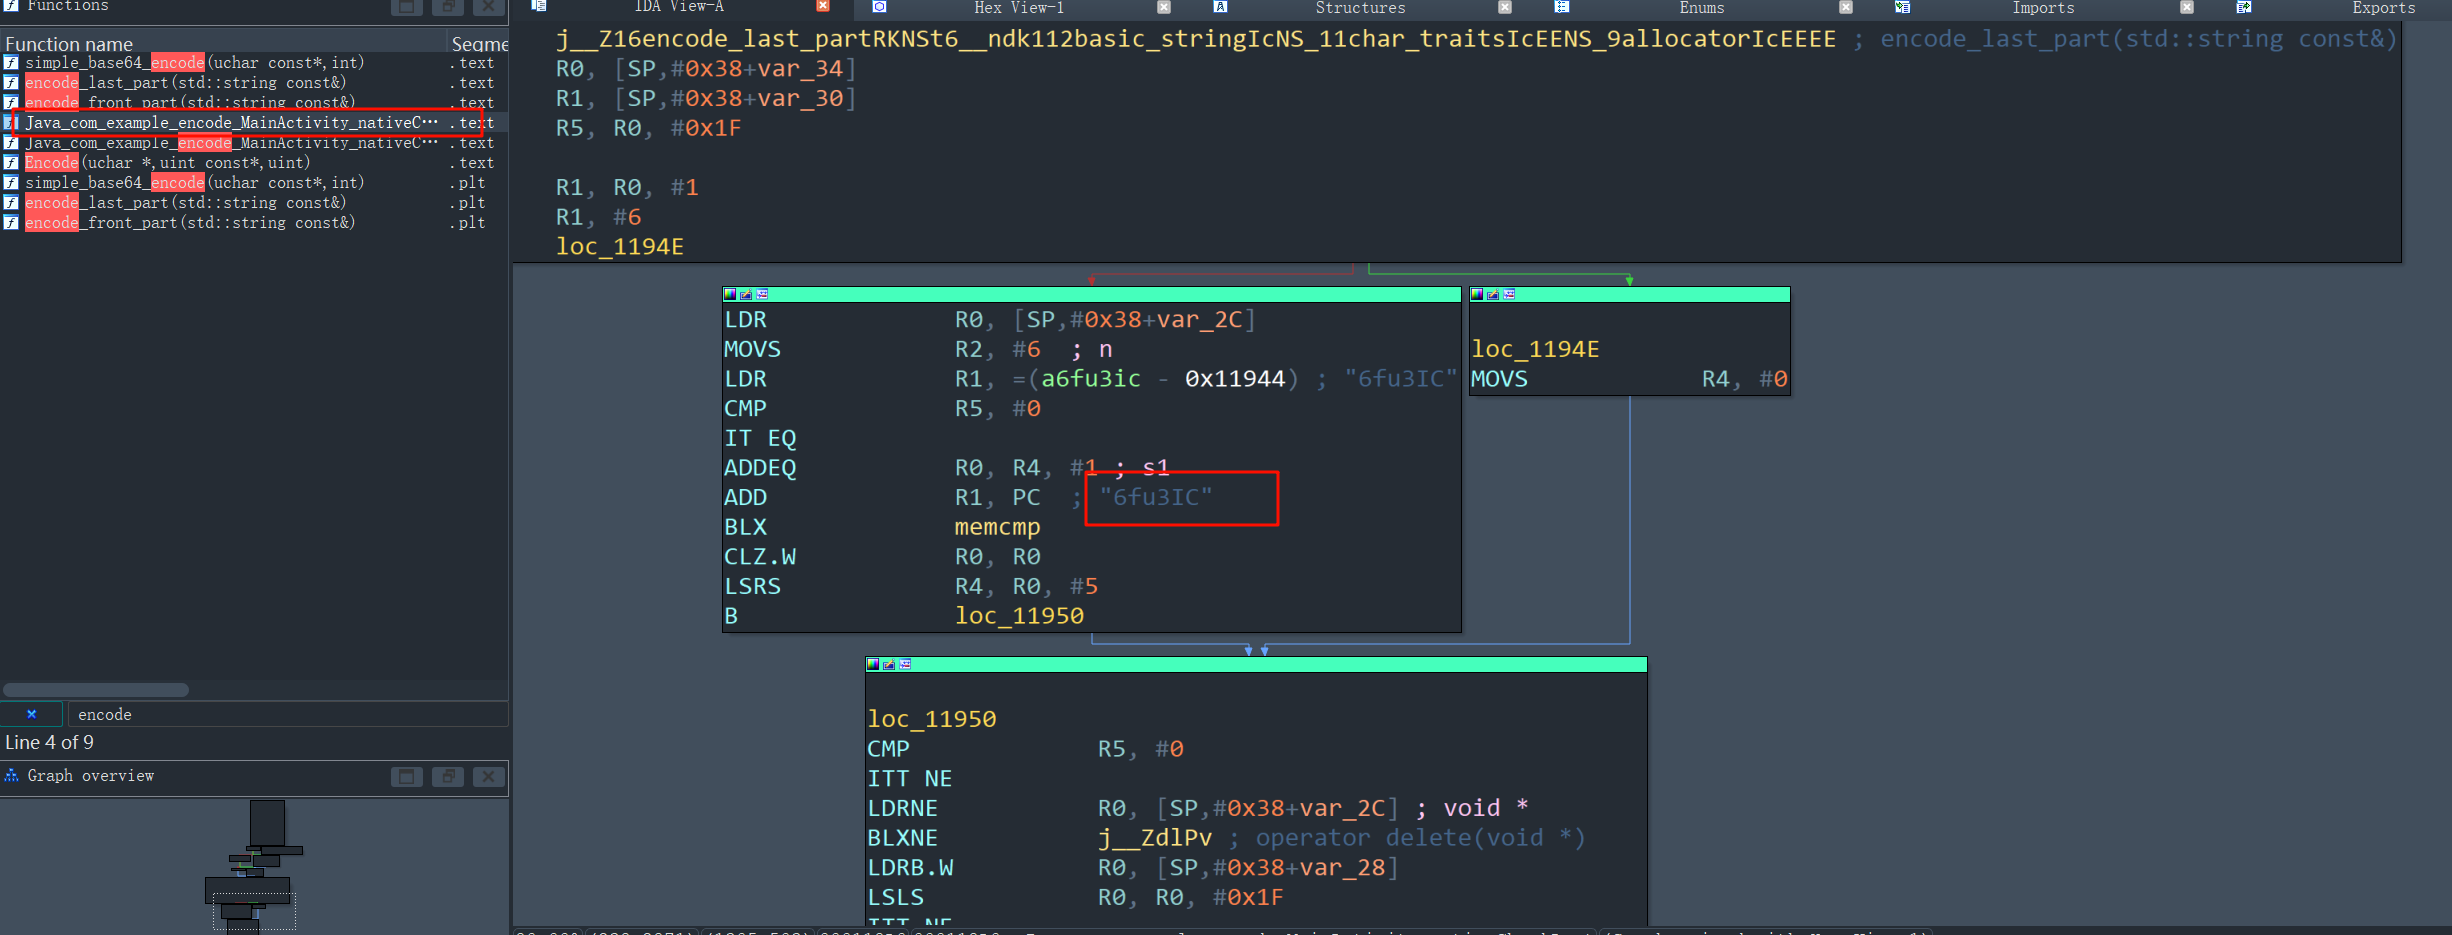 Functions
Function name Segme
simple_base64_encode(uchar const*,int) .text
encode_last_part(std::string const&) .text
encode_front_part(std::string const&) .text
Java_com_example_encode_MainActivity_nativeC… .text
Java_com_example_encode_MainActivity_nativeC… .text
Encode(uchar *,uint const*,uint) .text
simple_base64_encode(uchar const*,int) .plt
encode_last_part(std::string const&) .plt
encode_front_part(std::string const&) .plt
encode
Line 4 of 9
Graph overview
IDA View-A Hex View-1 Structures Enums Imports Exports
j__Z16encode_last_partRKNSt6__ndk112basic_stringIcNS_11char_traitsIcEENS_9allocatorIcEEEE ; encode_last_part(std::string const&)
R0, [SP,#0x38+var_34]
R1, [SP,#0x38+var_30]
R5, R0, #0x1F
R1, R0, #1
R1, #6
loc_1194E
LDR R0, [SP,#0x38+var_2C]
MOVS R2, #6 ; n
LDR R1, =(a6fu3ic - 0x11944) ; "6fu3IC"
CMP R5, #0
IT EQ
ADDEQ R0, R4, #1 ; s1
ADD R1, PC ; "6fu3IC"
BLX memcmp
CLZ.W R0, R0
LSRS R4, R0, #5
B loc_11950
loc_1194E
MOVS R4, #0
loc_11950
CMP R5, #0
ITT NE
LDRNE R0, [SP,#0x38+var_2C] ; void *
BLXNE j__ZdlPv ; operator delete(void *)
LDRB.W R0, [SP,#0x38+var_28]
LSLS R0, R0, #0x1F
ITT NE